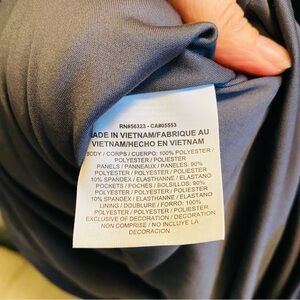 RN#56323 - CA#05553
ADE IN VIETNAM/FABRIQUE AU
VIETNAM/HECHO EN VIETNAM
BODY / CORPS / CUERPO: 100% POLYESTER /
POLYESTER / POLIESTER
PANELS / PANNEAUX / PANELS: 90%
POLYESTER / POLYESTER / POLIESTER
10% SPANDEX / ELASTHANNE / ELASTANO
POCKETS / POCHES / BOLSILLOS: 90%
POLYESTER / POLYESTER / POLIESTER
10% SPANDEX / ELASTHANNE / ELASTANO
LINING / DOUBLURE / FORRO: 100%
POLYESTER / POLYESTER / POLIESTER
EXCLUSIVE OF DECORATION / DECORATION
NON COMPRISE / NO INCLUYE LA
DECORACION